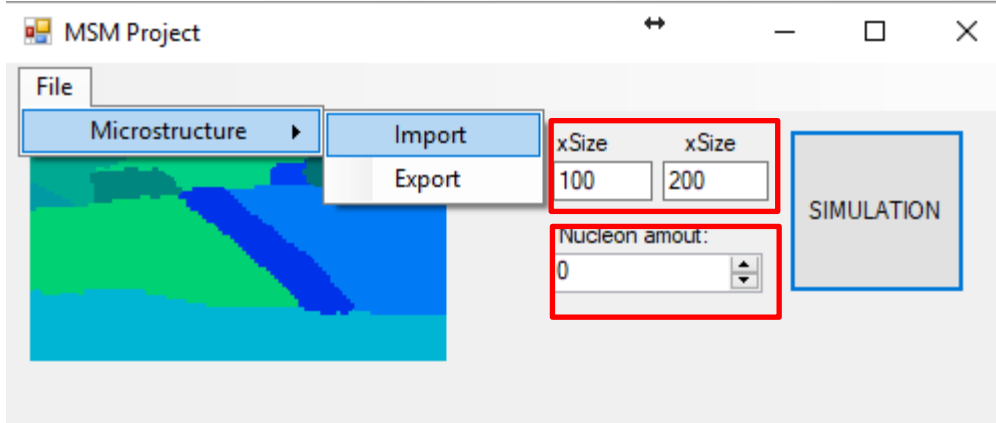 MSM Project
File
Microstructure
Import
Export
xSize xSize
100 200
Nucleon amout:
0
SIMULATION